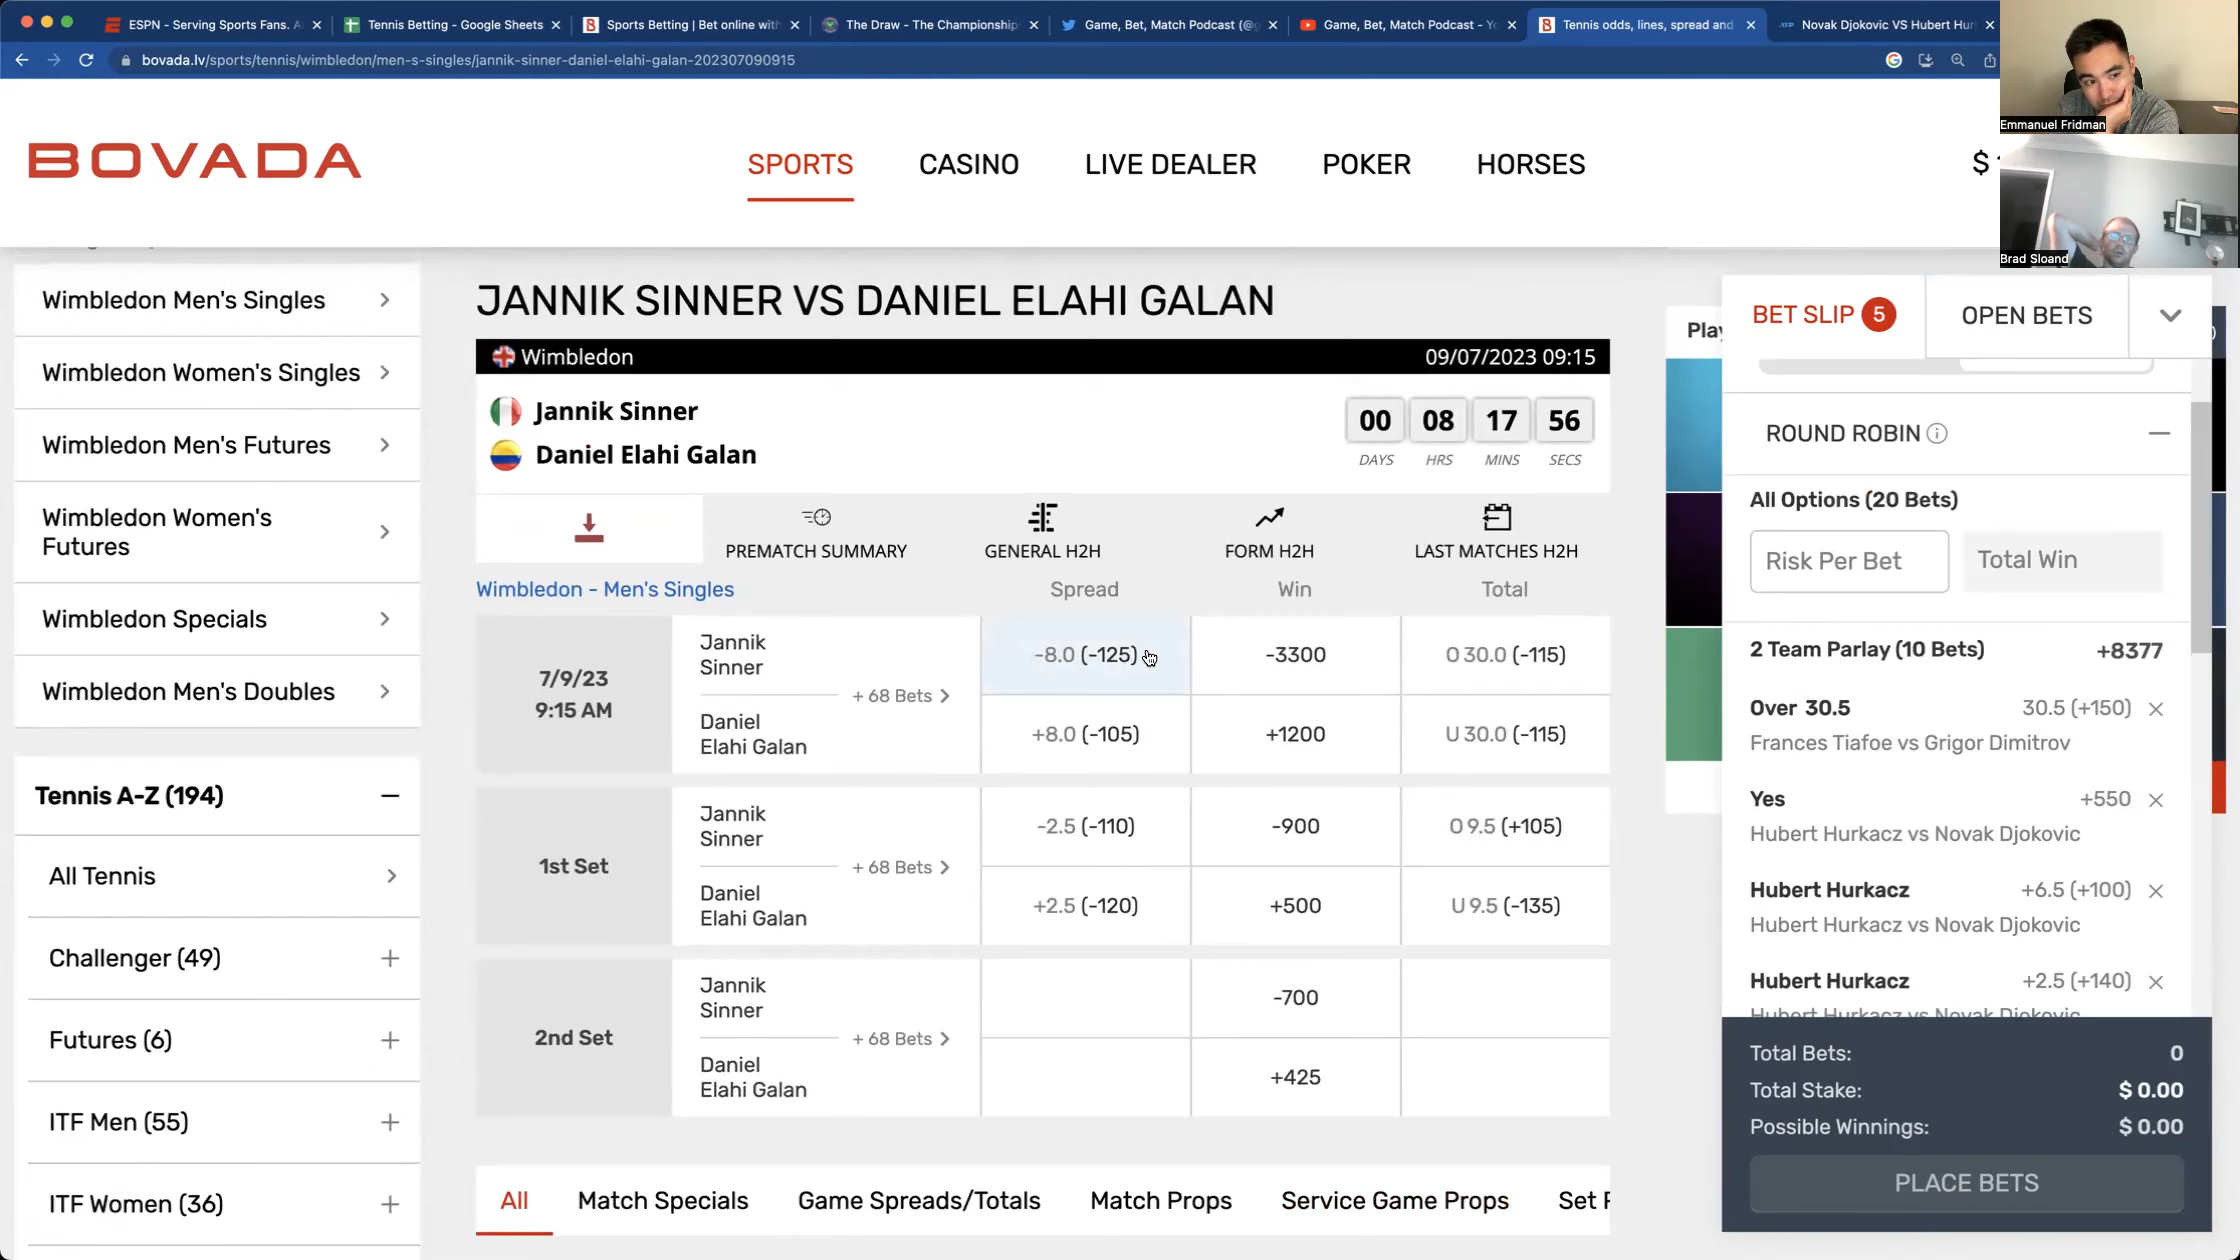 ESPN - Serving Sports Fans. A
Tennis Betting - Google Sheets
Sports Betting | Bet online with
The Draw - The Championship
Game, Bet, Match Podcast (@g
Game, Bet, Match Podcast - Yo
Tennis odds, lines, spread and
Novak Djokovic VS Hubert Hur
bovada.lv/sports/tennis/wimbledon/men-s-singles/jannik-sinner-daniel-elahi-galan-202307090915
Emmanuel Fridman
Brad Sloand
BOVADA
SPORTS
CASINO
LIVE DEALER
POKER
HORSES
$
Wimbledon Men's Singles
Wimbledon Women's Singles
Wimbledon Men's Futures
Wimbledon Women's
Futures
Wimbledon Specials
Wimbledon Men's Doubles
Tennis A-Z (194)
All Tennis
Challenger (49)
Futures (6)
ITF Men (55)
ITF Women (36)
JANNIK SINNER VS DANIEL ELAHI GALAN
Wimbledon 09/07/2023 09:15
Jannik Sinner
Daniel Elahi Galan
00 08 17 56
DAYS HRS MINS SECS
PREMATCH SUMMARY GENERAL H2H FORM H2H LAST MATCHES H2H
Wimbledon - Men's Singles Spread Win Total
7/9/23
9:15 AM
Jannik
Sinner
+ 68 Bets
Daniel
Elahi Galan
-8.0 (-125) -3300 O 30.0 (-115)
+8.0 (-105) +1200 U 30.0 (-115)
1st Set
Jannik
Sinner
+ 68 Bets
Daniel
Elahi Galan
-2.5 (-110) -900 O 9.5 (+105)
+2.5 (-120) +500 U 9.5 (-135)
2nd Set
Jannik
Sinner
+ 68 Bets
Daniel
Elahi Galan
-700
+425
All Match Specials Game Spreads/Totals Match Props Service Game Props Set
Play
BET SLIP 5 OPEN BETS
ROUND ROBIN
All Options (20 Bets)
Risk Per Bet Total Win
2 Team Parlay (10 Bets) +8377
Over 30.5 30.5 (+150)
Frances Tiafoe vs Grigor Dimitrov
Yes +550
Hubert Hurkacz vs Novak Djokovic
Hubert Hurkacz +6.5 (+100)
Hubert Hurkacz vs Novak Djokovic
Hubert Hurkacz +2.5 (+140)
Hubert Hurkacz vs Novak Djokovic
Total Bets: 0
Total Stake: $ 0.00
Possible Winnings: $ 0.00
PLACE BETS